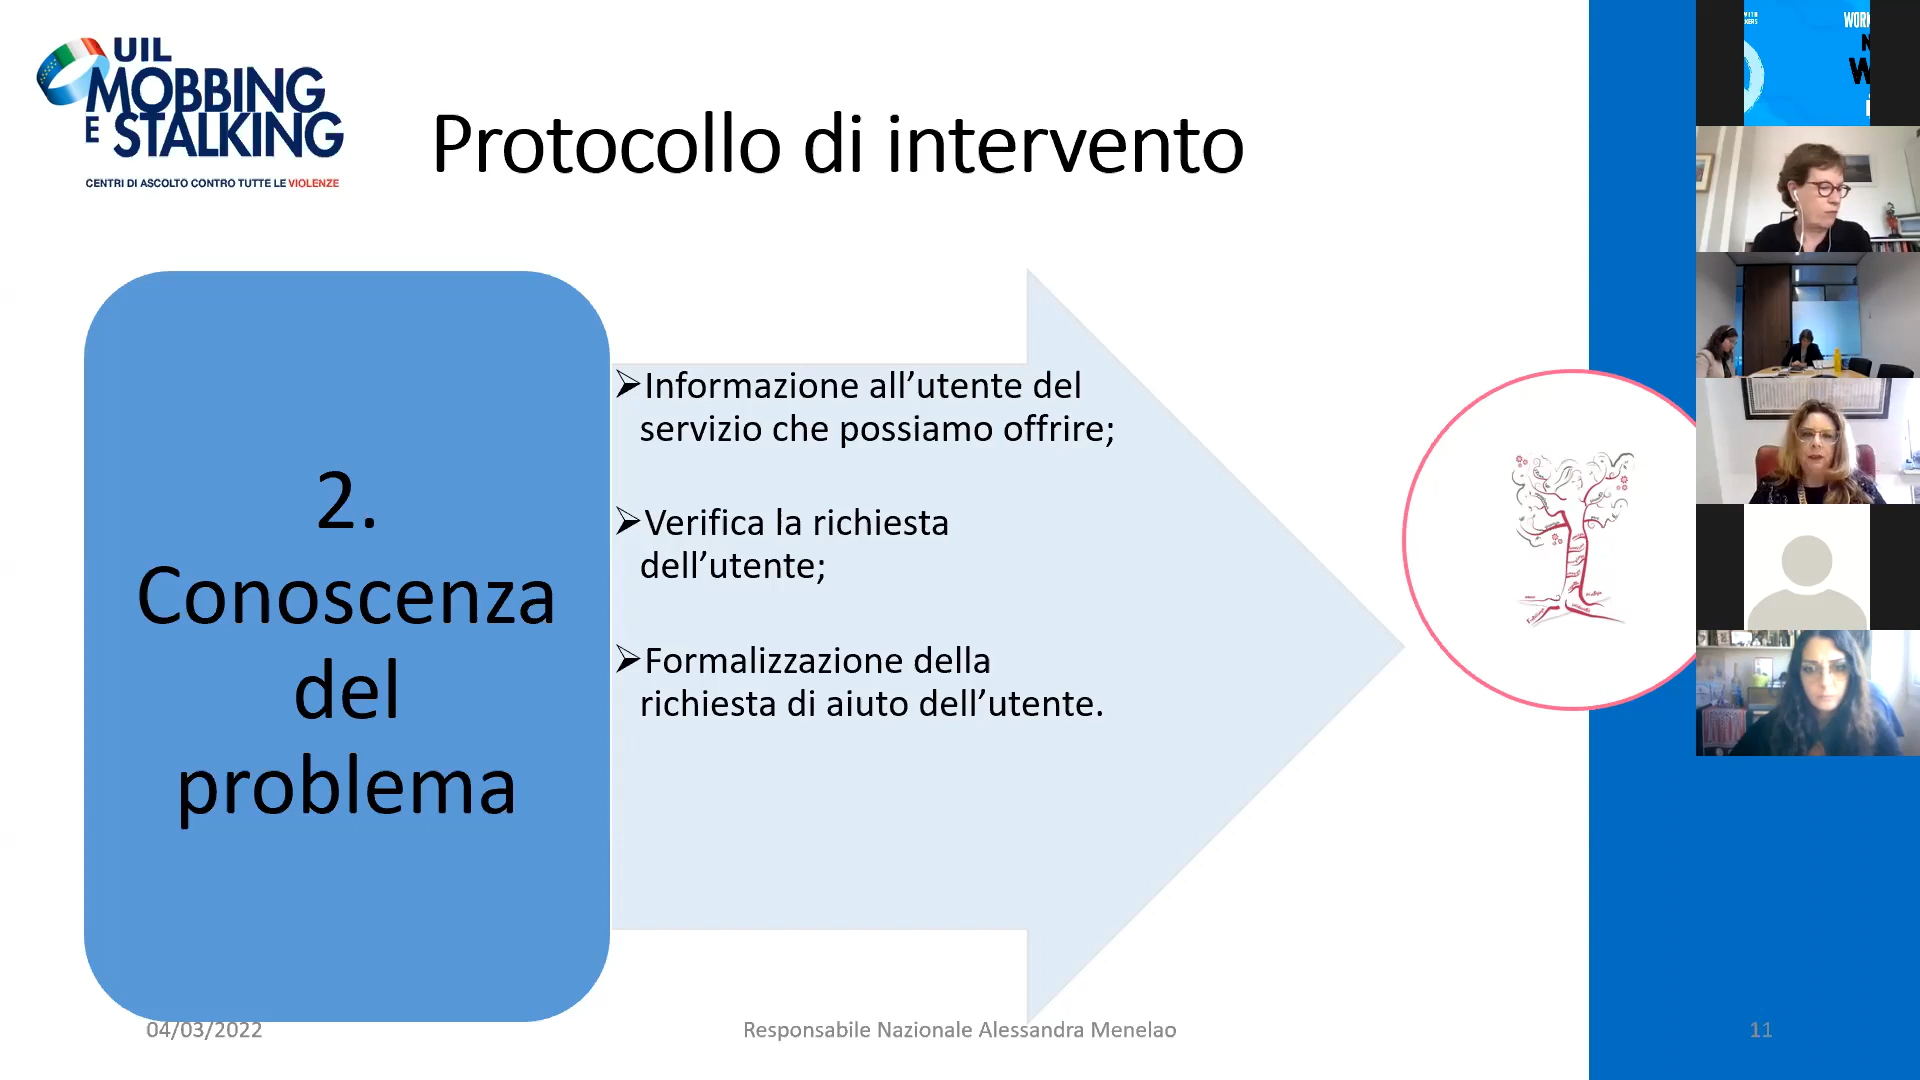 UIL
MOBBING
E STALKING
CENTRI DI ASCOLTO CONTRO TUTTE LE VIOLENZE
Protocollo di intervento
2.
Conoscenza
del
problema
➢Informazione all’utente del
servizio che possiamo offrire;
➢Verifica la richiesta
dell’utente;
➢Formalizzazione della
richiesta di aiuto dell’utente.
04/03/2022
Responsabile Nazionale Alessandra Menelao
11